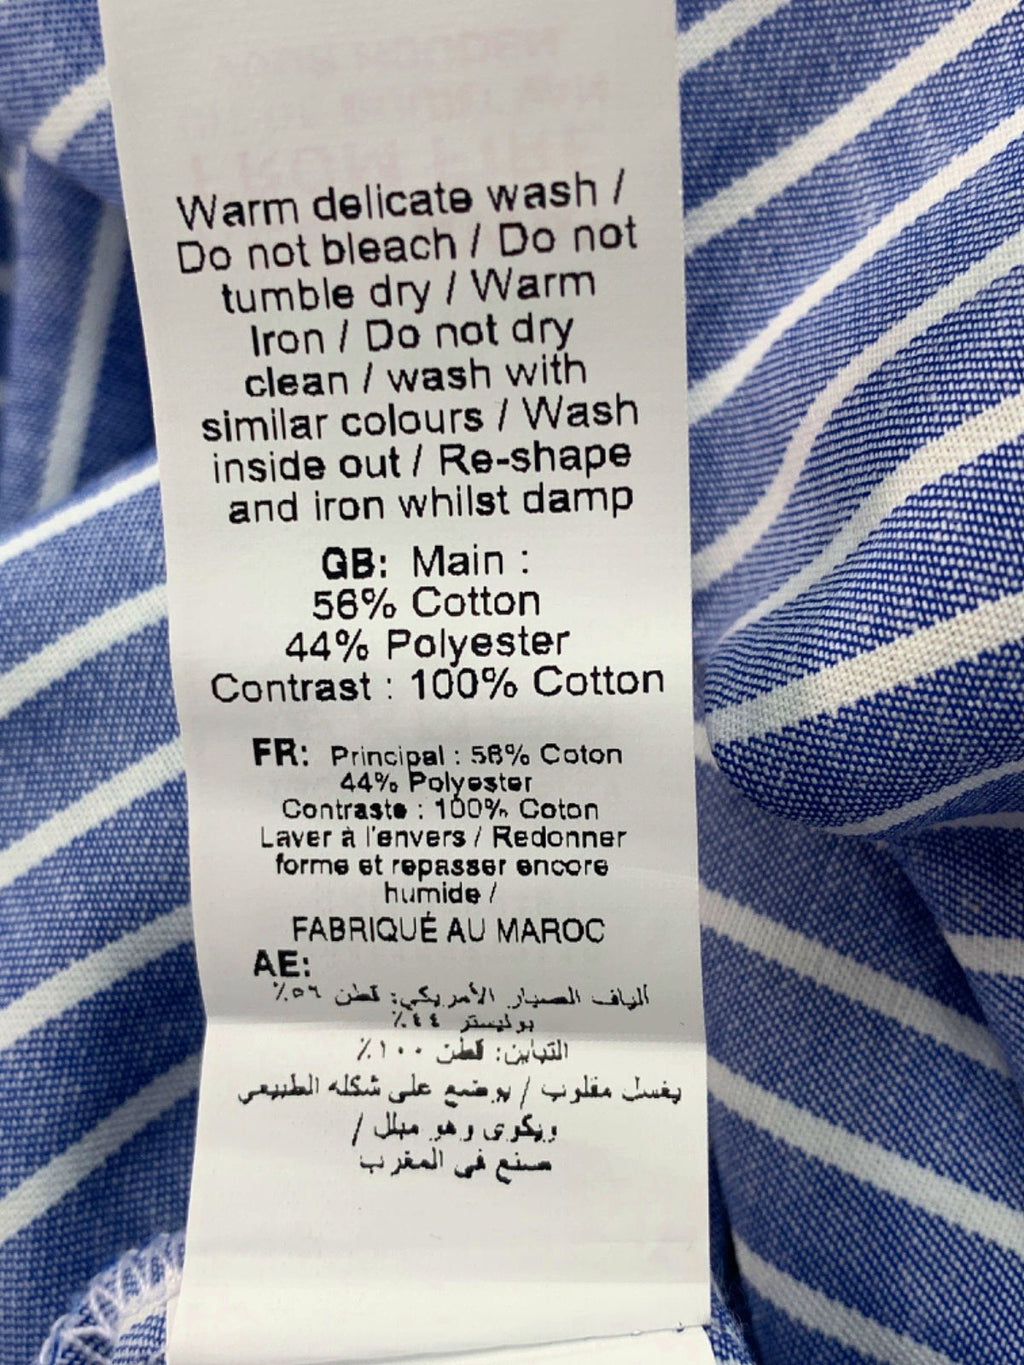 Warm delicate wash /
Do not bleach / Do not
tumble dry / Warm
Iron / Do not dry
clean / wash with
similar colours / Wash
inside out / Re-shape
and iron whilst damp
GB: Main :
56% Cotton
44% Polyester
Contrast : 100% Cotton
FR: Principal : 56% Coton
44% Polyester
Contraste : 100% Coton
Laver à l'envers / Redonner
forme et repasser encore
humide /
FABRIQUÉ AU MAROC
AE:
ألياف الصبار الأمريكي: قطن ٥٦٪
بوليستر ٤٤٪
التباين: قطن ١٠٠٪
يغسل مقلوب / يوضع على شكله الطبيعي
ويكوى وهو مبلل /
صنع في المغرب